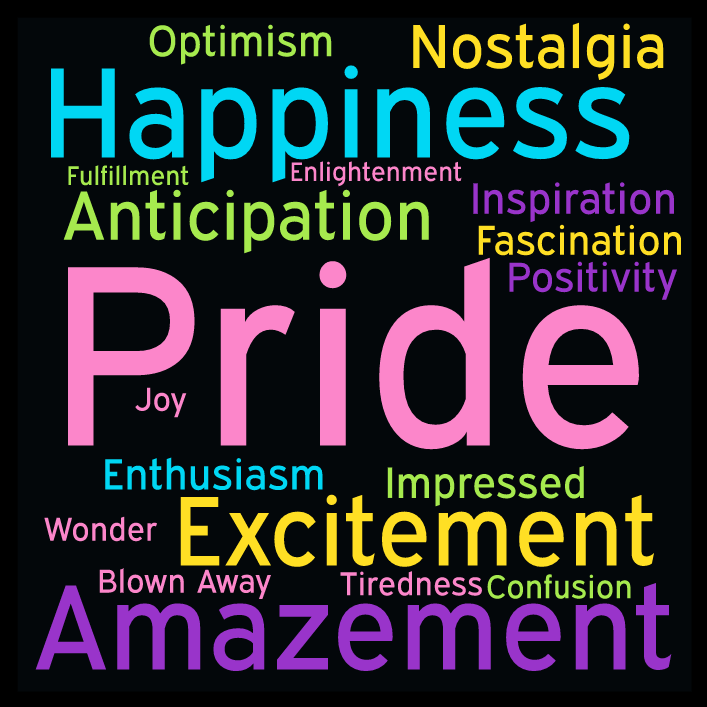 Optimism
Nostalgia
Happiness
Fulfillment
Enlightenment
Anticipation
Inspiration
Fascination
Positivity
Pride
Joy
Enthusiasm
Impressed
Wonder
Excitement
Blown Away
Tiredness
Confusion
Amazement